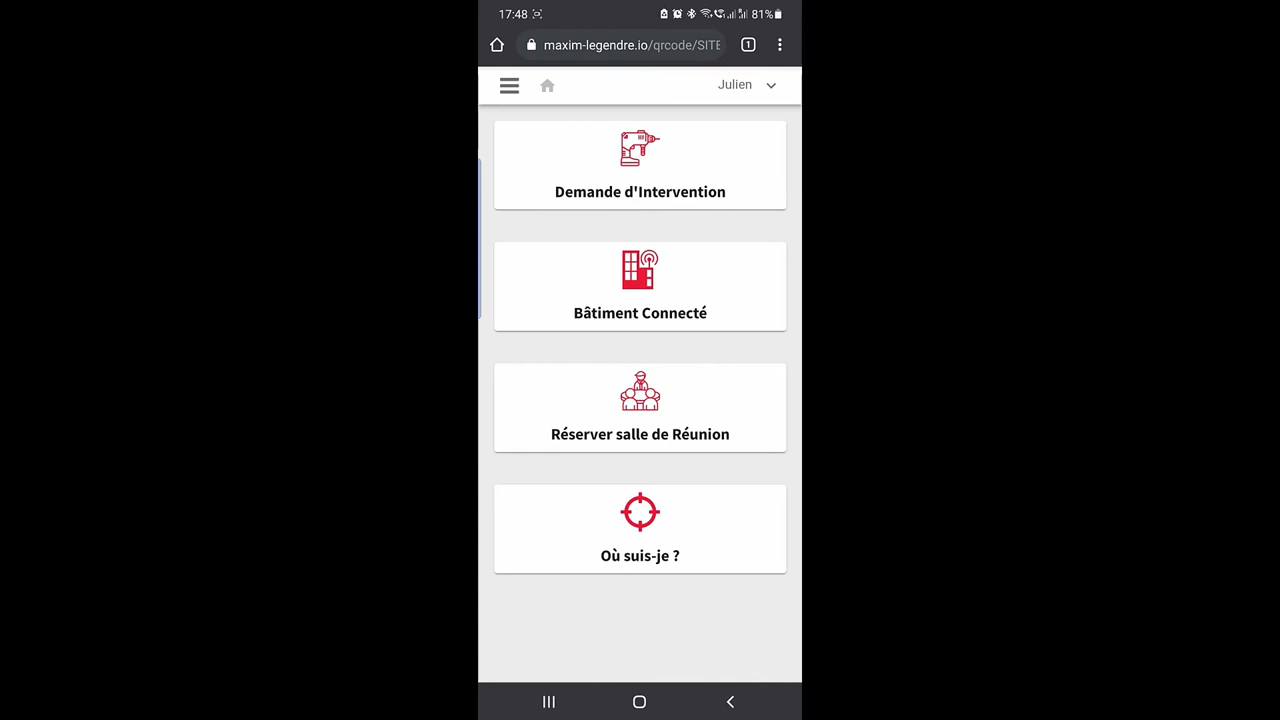 17:48 81%
maxim-legendre.io/qrcode/SITE 1
Julien
Demande d'Intervention
Bâtiment Connecté
Réserver salle de Réunion
Où suis-je ?